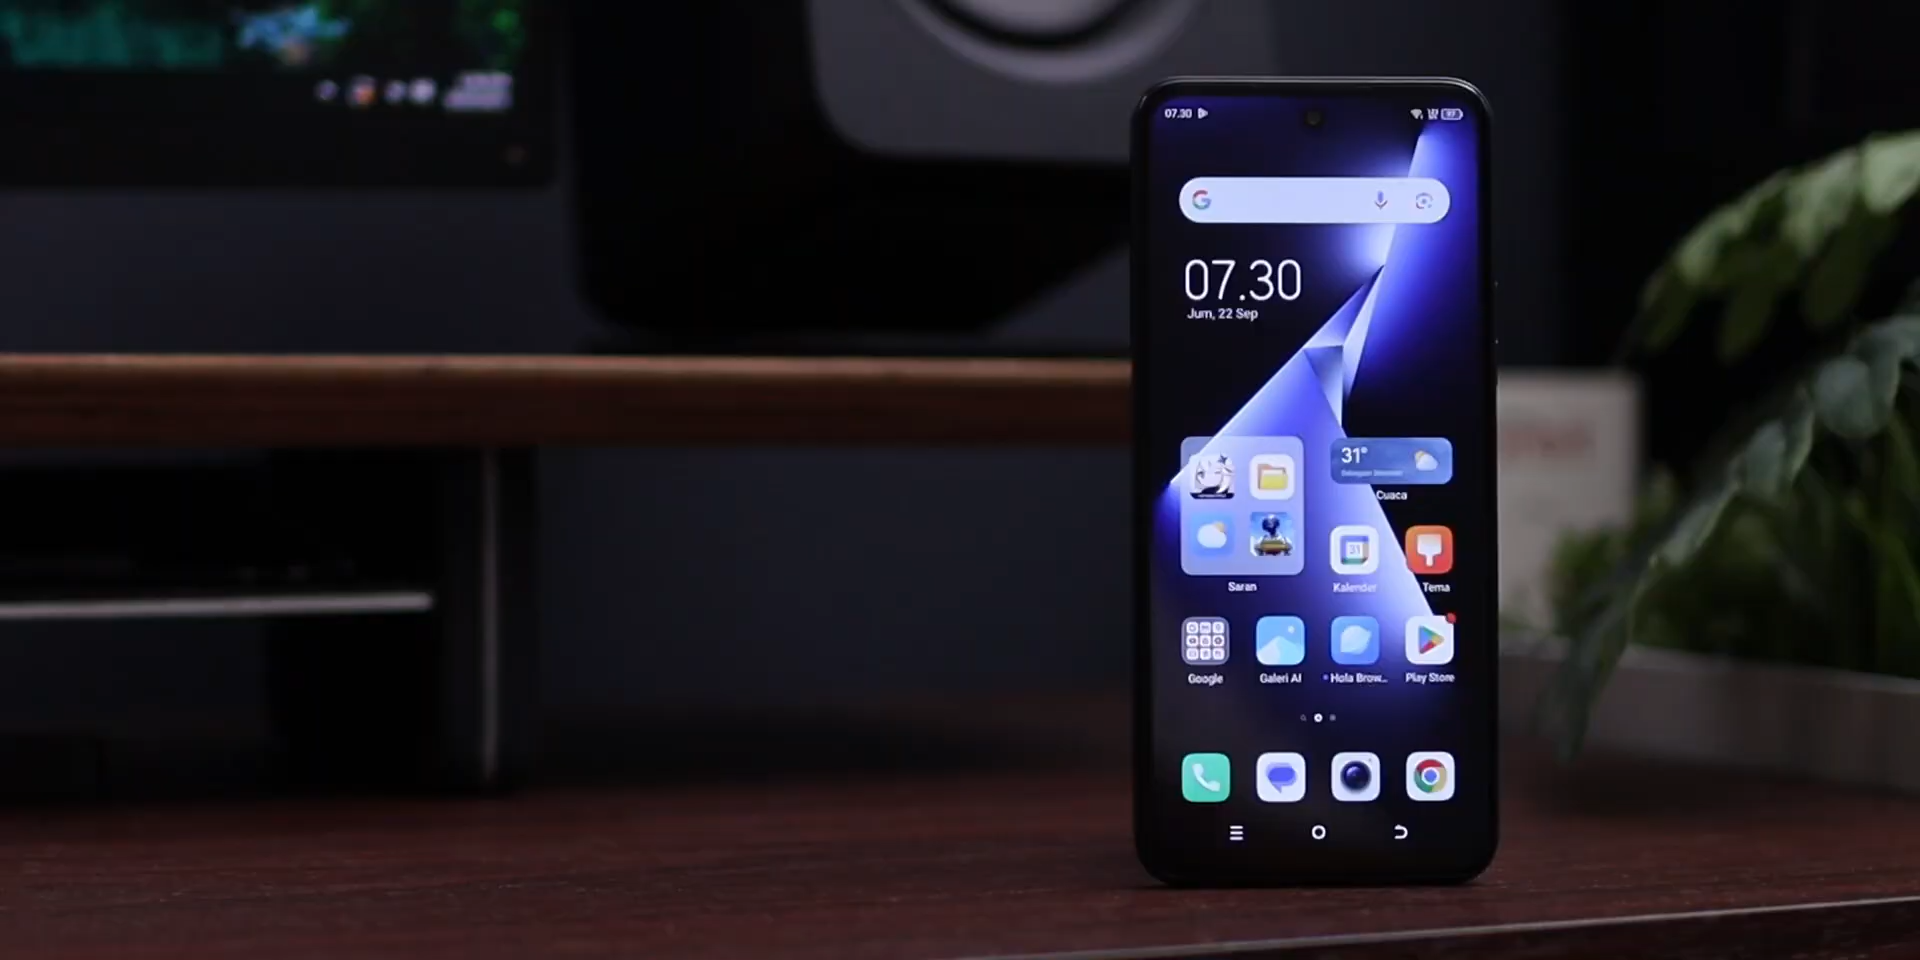 07.30
07.30
Jum, 22 Sep
31°
Cuaca
31
Saran
Kalender
Tema
Google
Galeri AI
Hola Brow...
Play Store